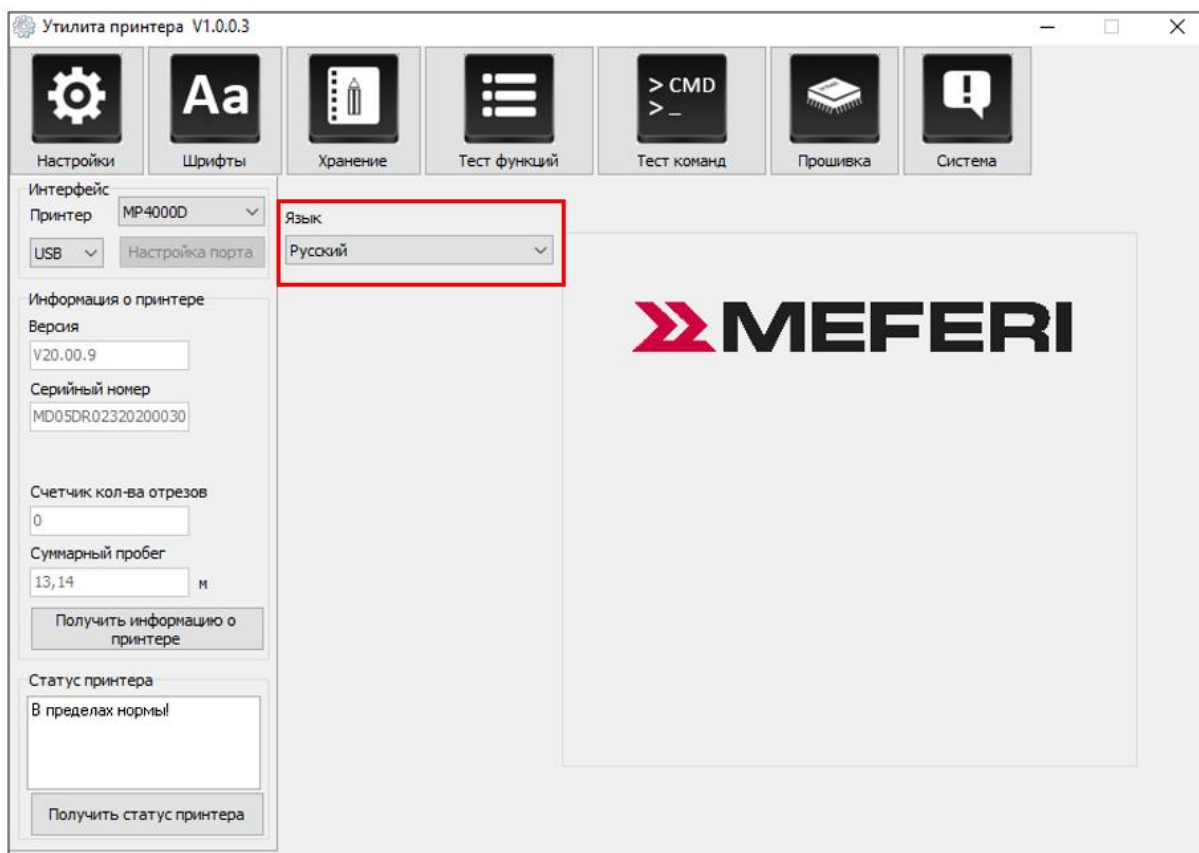 Утилита принтера V1.0.0.3
Aa
> CMD
> _
Настройки
Шрифты
Хранение
Тест функций
Тест команд
Прошивка
Система
Интерфейс
Принтер
MP4000D
USB
Настройка порта
Язык
Русский
MEFERI
Информация о принтере
Версия
V20.00.9
Серийный номер
MD05DR02320200030
Счетчик кол-ва отрезов
0
Суммарный пробег
13,14 м
Получить информацию о
принтере
Статус принтера
В пределах нормы!
Получить статус принтера